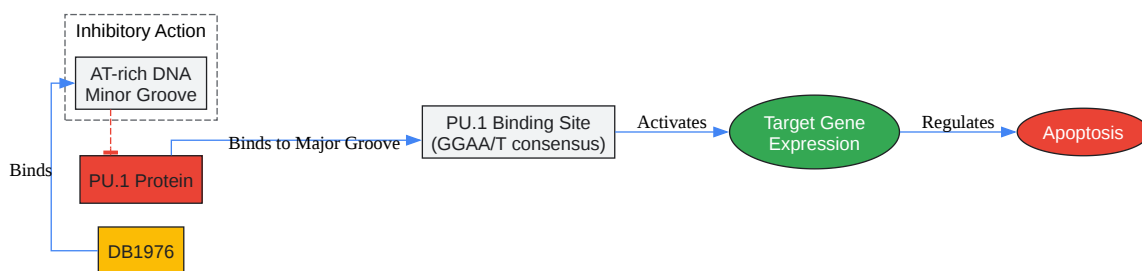 Inhibitory Action
AT-rich DNA
Minor Groove
Binds
PU.1 Protein
DB1976
Binds to Major Groove
PU.1 Binding Site
(GGAA/T consensus)
Activates
Target Gene
Expression
Regulates
Apoptosis